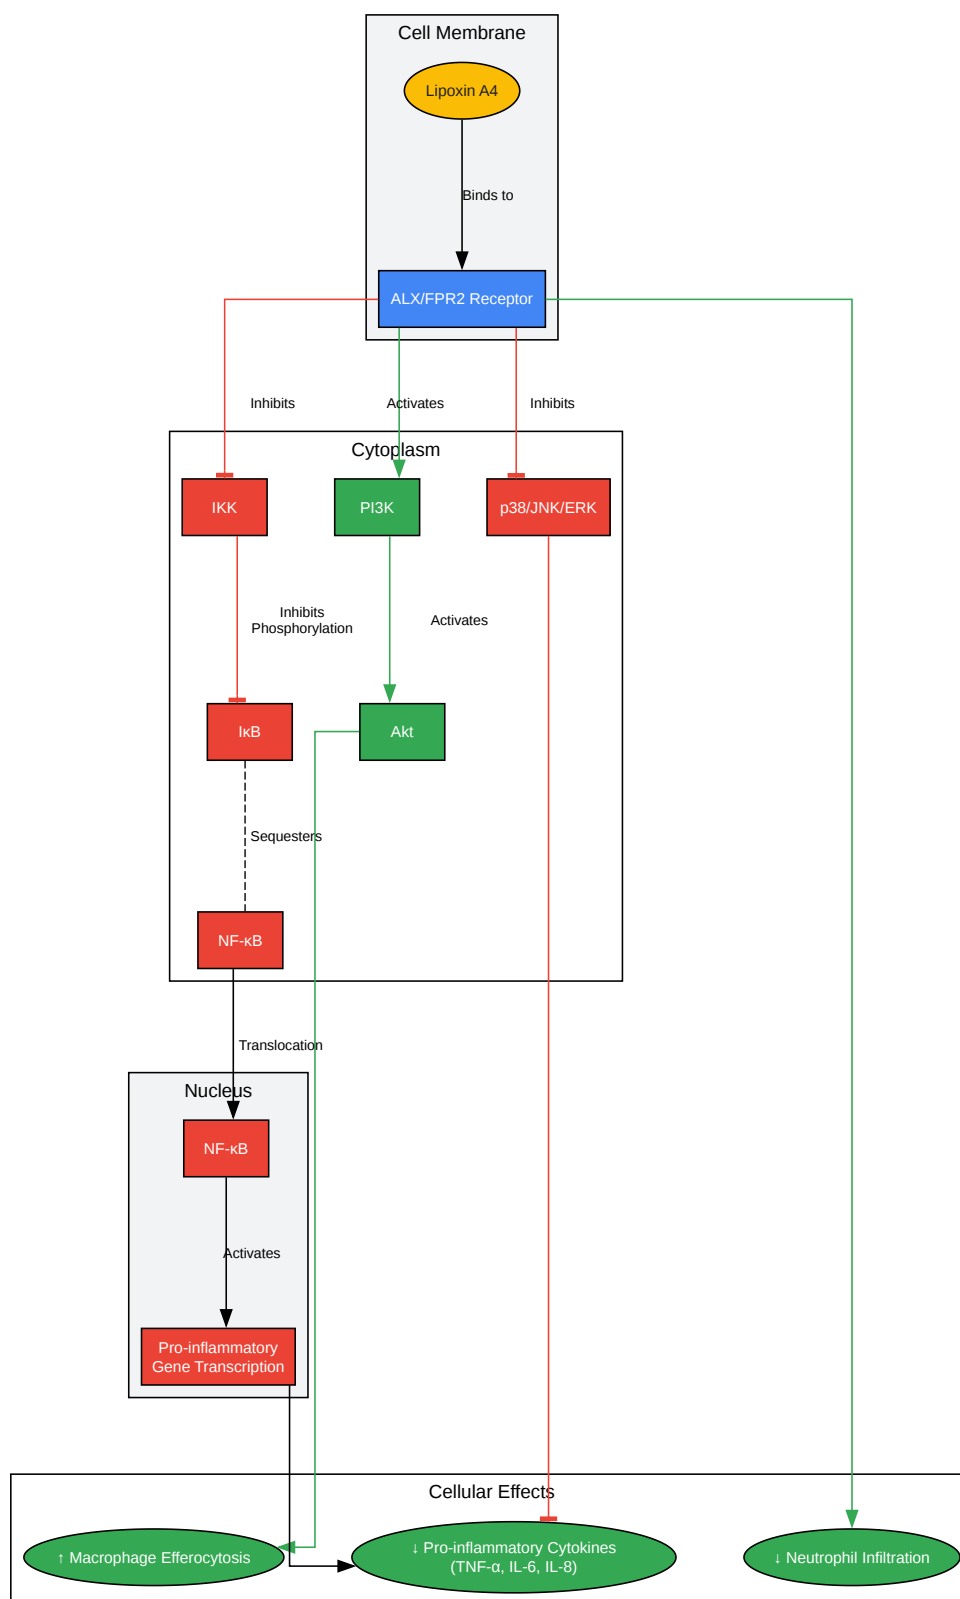 Cell Membrane
Lipoxin A4
Binds to
ALX/FPR2 Receptor
Inhibits
Activates
Inhibits
Cytoplasm
IKK
PI3K
p38/JNK/ERK
Inhibits
Phosphorylation
Activates
IκB
Akt
Sequesters
NF-κB
Translocation
Nucleus
NF-κB
Activates
Pro-inflammatory
Gene Transcription
Cellular Effects
↑ Macrophage Efferocytosis
↓ Pro-inflammatory Cytokines
(TNF-α, IL-6, IL-8)
↓ Neutrophil Infiltration